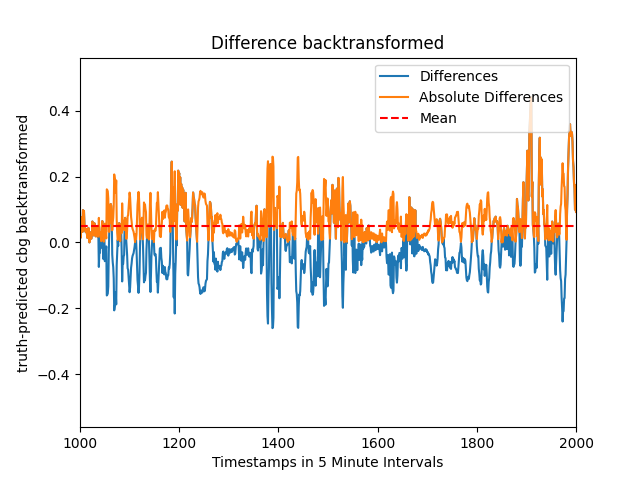 Difference backtransformed
Differences
Absolute Differences
Mean
truth-predicted cbg backtransformed
0.4
0.2
0.0
−0.2
−0.4
1000 1200 1400 1600 1800 2000
Timestamps in 5 Minute Intervals